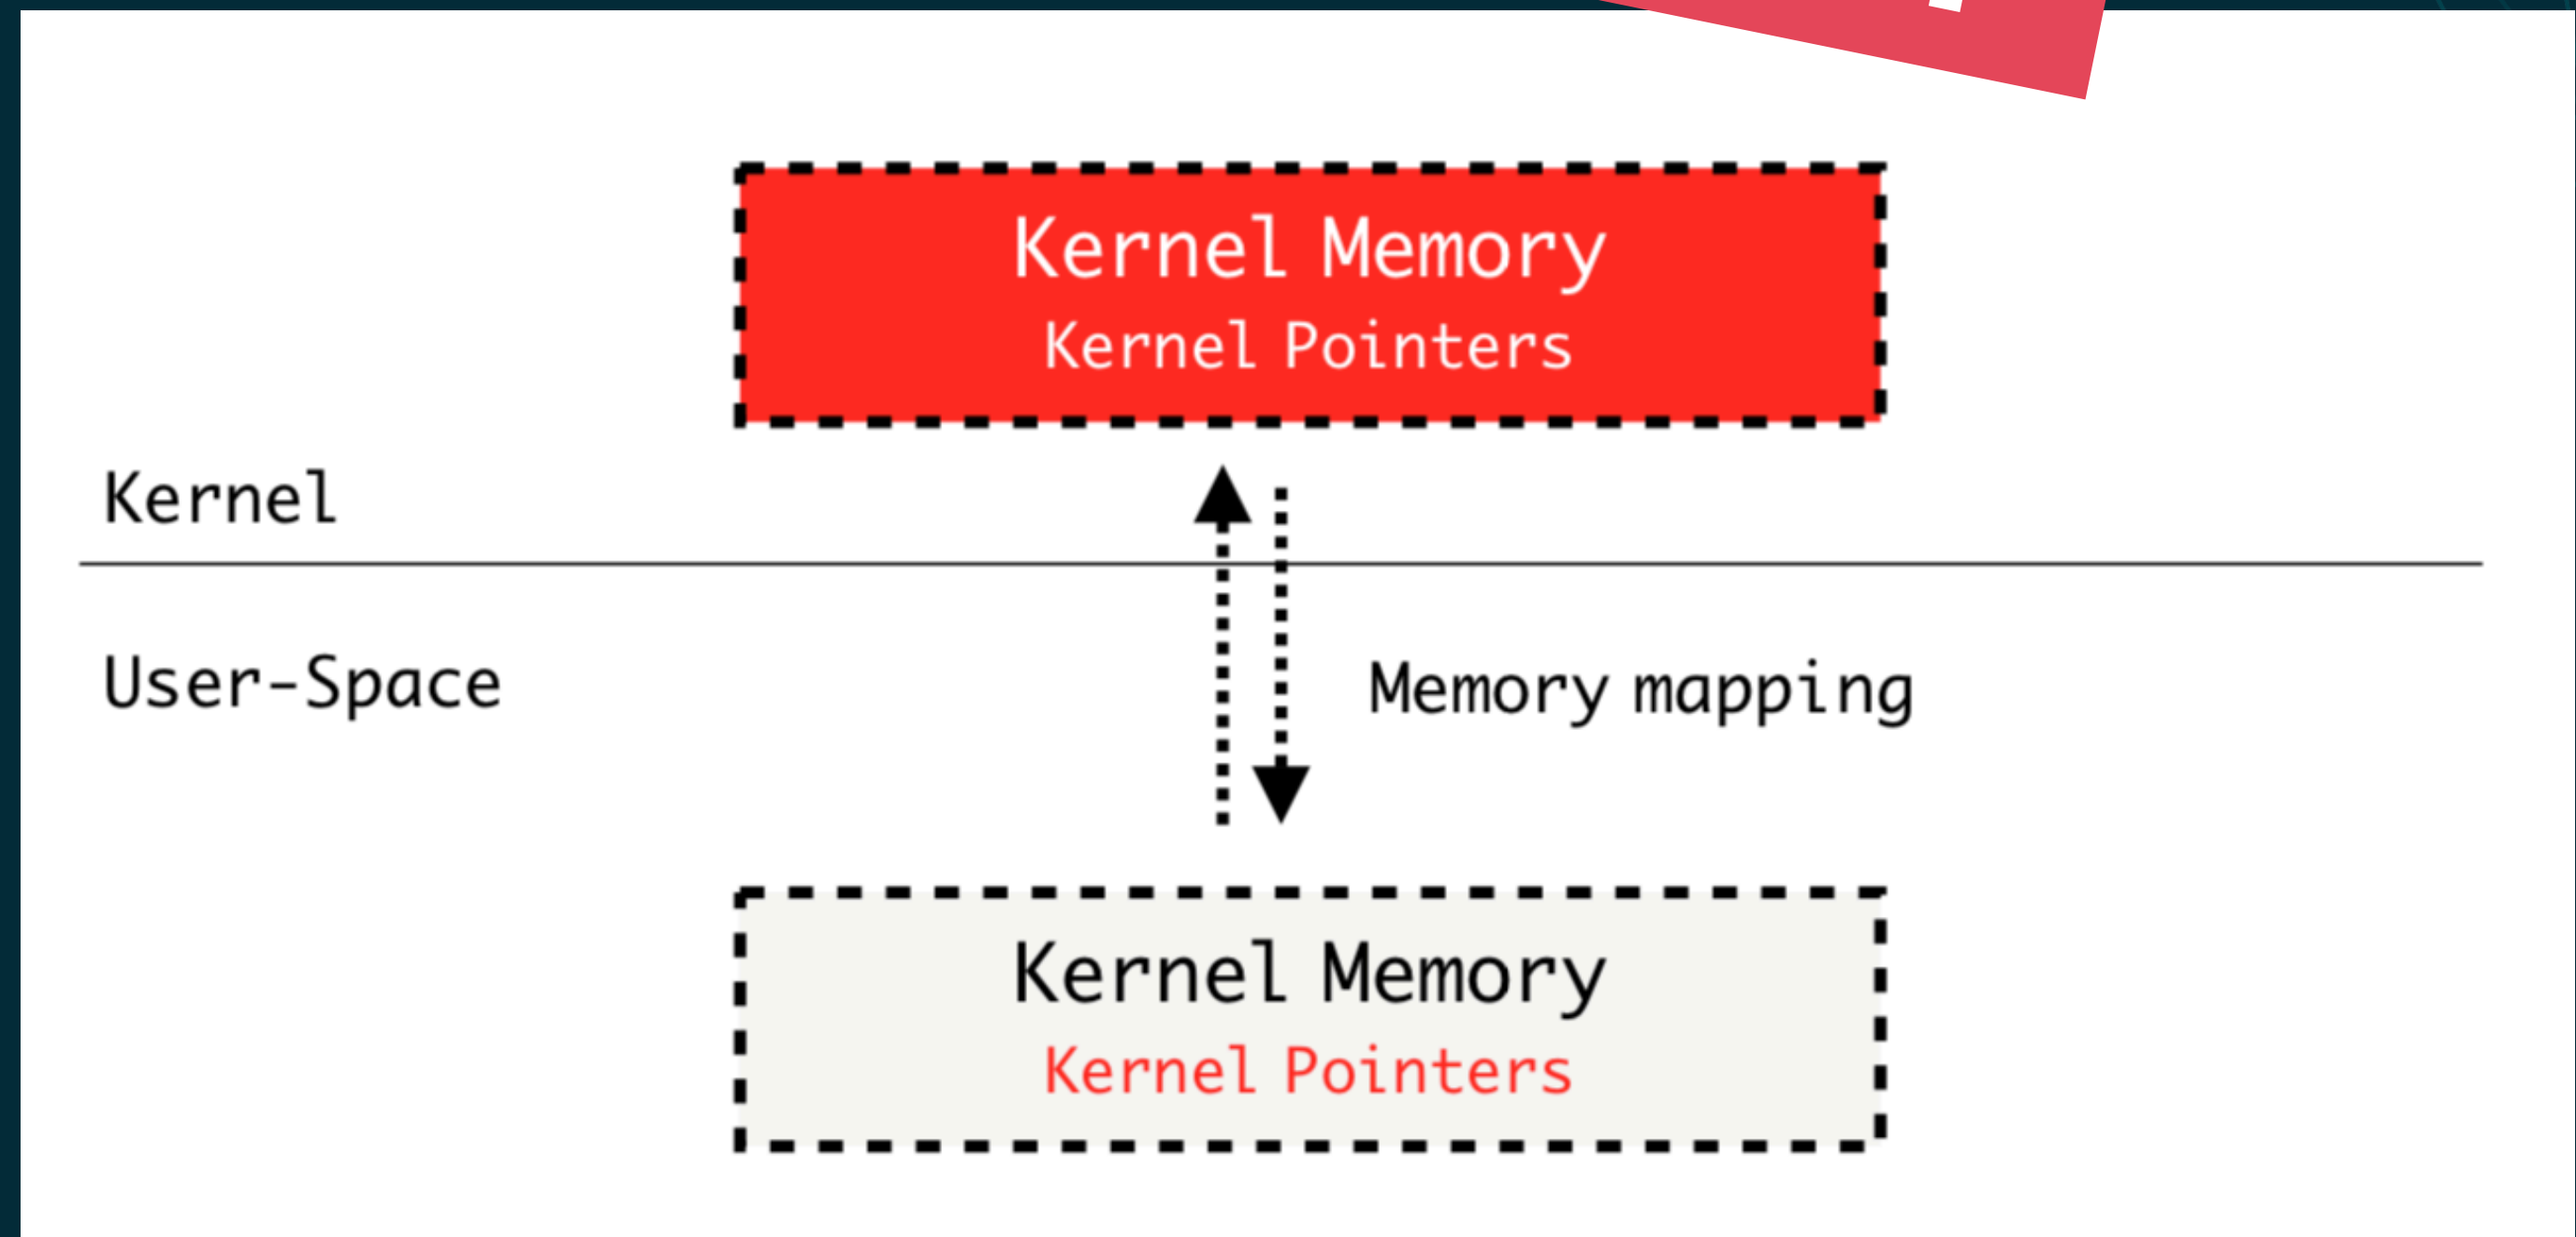 Kernel Memory
Kernel Pointers
Kernel
User-Space
Memory mapping
Kernel Memory
Kernel Pointers